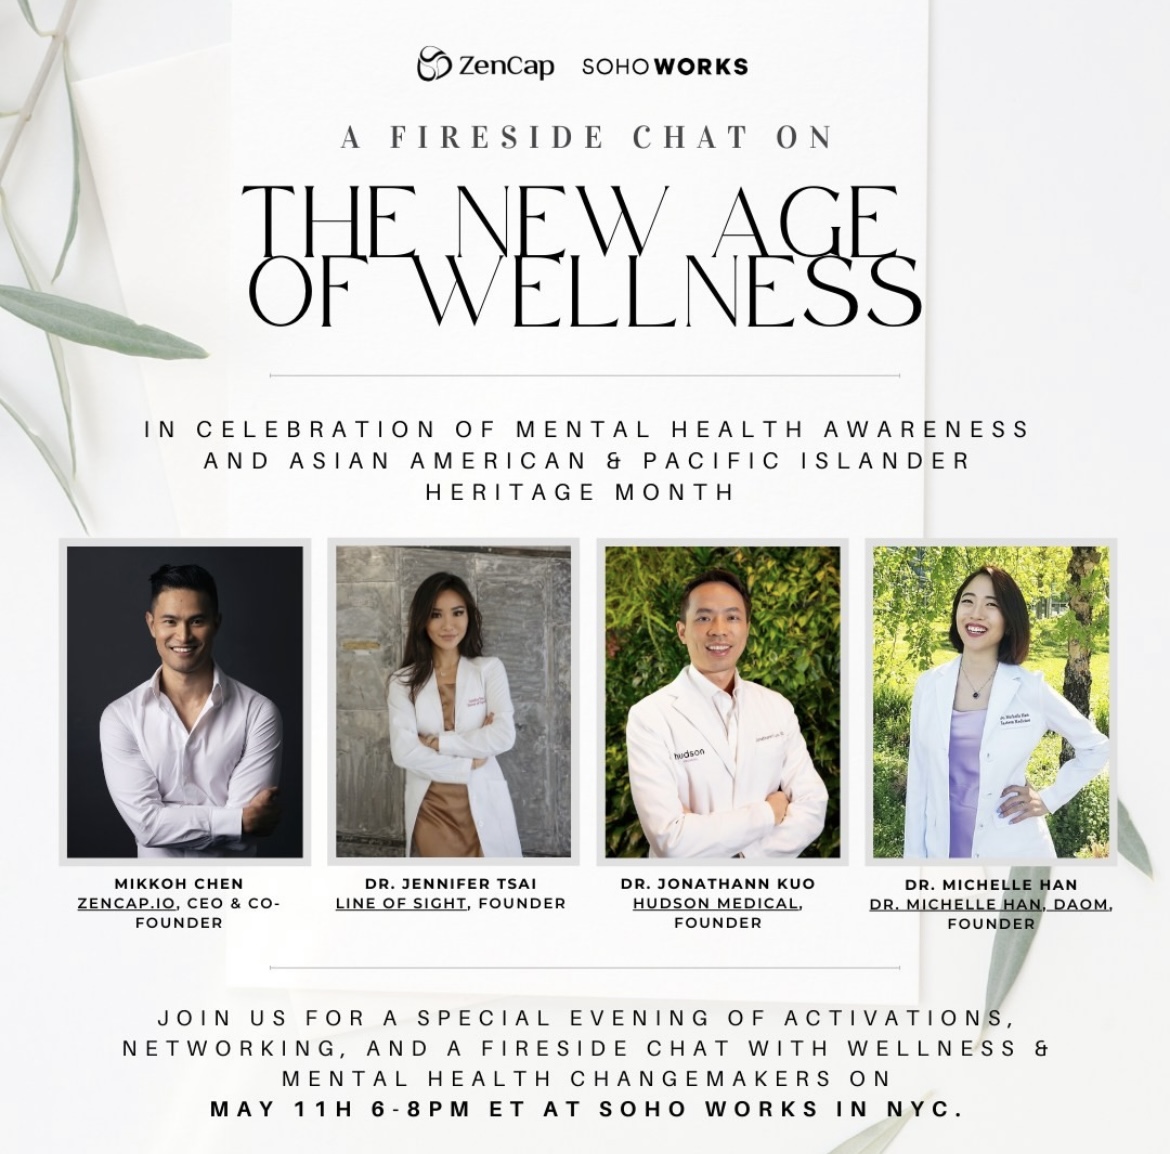 ZenCap SOHO WORKS
A FIRESIDE CHAT ON
THE NEW AGE
OF WELLNESS
IN CELEBRATION OF MENTAL HEALTH AWARENESS
AND ASIAN AMERICAN & PACIFIC ISLANDER
HERITAGE MONTH
hudson
MIKKOH CHEN
ZENCAP.IO, CEO & CO-
FOUNDER
DR. JENNIFER TSAI
LINE OF SIGHT, FOUNDER
DR. JONATHANN KUO
HUDSON MEDICAL,
FOUNDER
DR. MICHELLE HAN
DR. MICHELLE HAN, DAOM,
FOUNDER
JOIN US FOR A SPECIAL EVENING OF ACTIVATIONS,
NETWORKING, AND A FIRESIDE CHAT WITH WELLNESS &
MENTAL HEALTH CHANGEMAKERS ON
MAY 11H 6-8PM ET AT SOHO WORKS IN NYC.